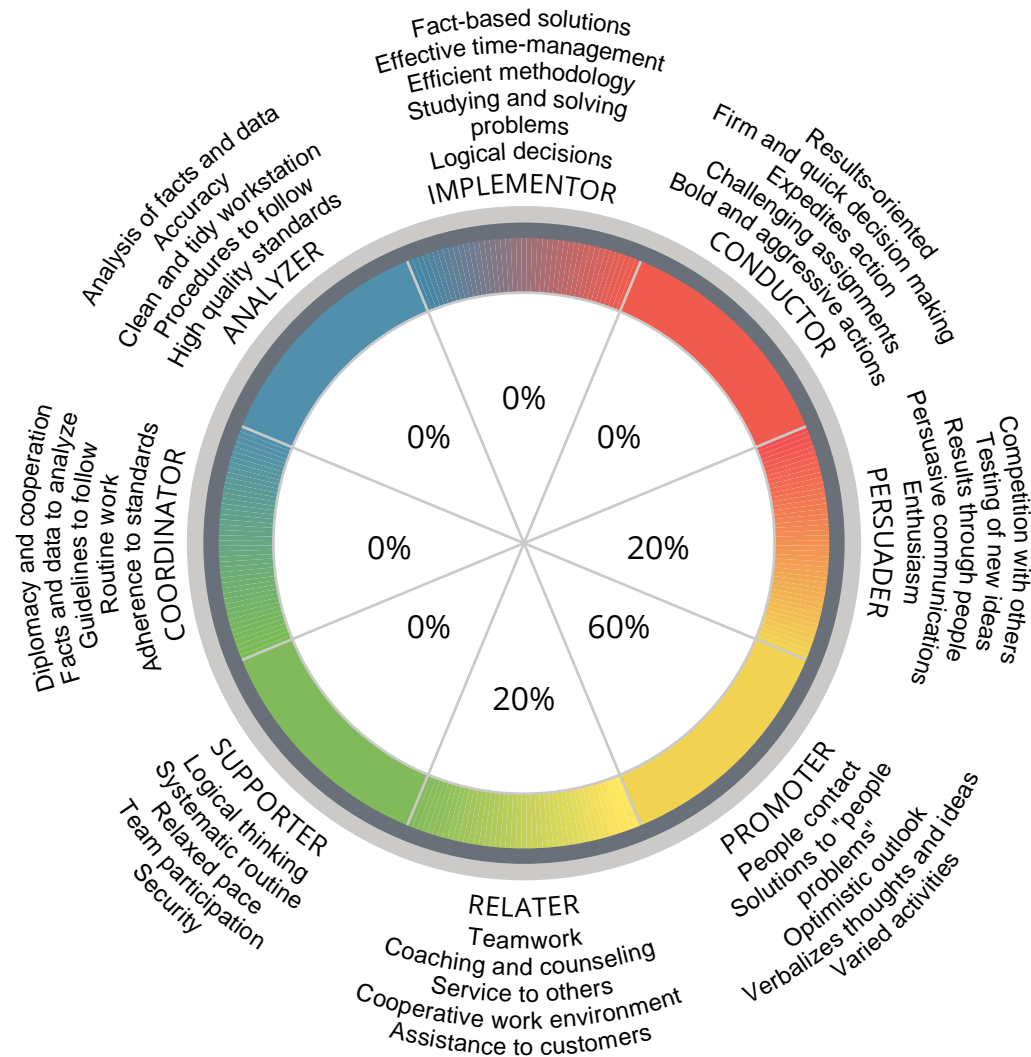 Fact-based solutions
Effective time-management
Efficient methodology
Studying and solving
problems
Logical decisions
IMPLEMENTOR
Results-oriented
Firm and quick decision making
Expedites action
Challenging assignments
Bold and aggressive actions
CONDUCTOR
Competition with others
Testing of new ideas
Results through people
Persuasive communications
Enthusiasm
PERSUADER
PROMOTER
People contact
Solutions to "people
problems"
Optimistic outlook
Verbalizes thoughts and ideas
Varied activities
RELATER
Teamwork
Coaching and counseling
Service to others
Cooperative work environment
Assistance to customers
SUPPORTER
Logical thinking
Systematic routine
Relaxed pace
Team participation
Security
Diplomacy and cooperation
Facts and data to analyze
Guidelines to follow
Routine work
Adherence to standards
COORDINATOR
Analysis of facts and data
Accuracy
Clean and tidy workstation
Procedures to follow
High quality standards
ANALYZER
0%
0%
20%
60%
20%
0%
0%
0%